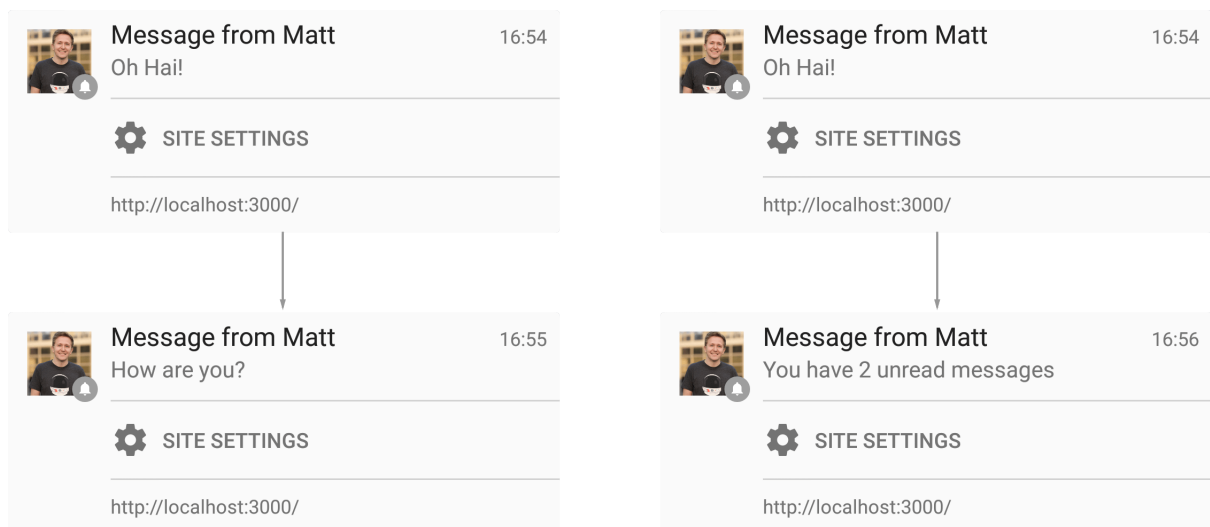 Message from Matt 16:54
Oh Hai!
SITE SETTINGS
http://localhost:3000/
Message from Matt 16:55
How are you?
SITE SETTINGS
http://localhost:3000/
Message from Matt 16:54
Oh Hai!
SITE SETTINGS
http://localhost:3000/
Message from Matt 16:56
You have 2 unread messages
SITE SETTINGS
http://localhost:3000/